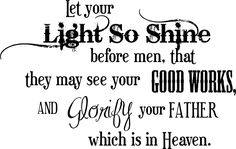 Let your
Light So Shine
before men, that
they may see your GOOD WORKS,
AND Glorify your FATHER
which is in Heaven.